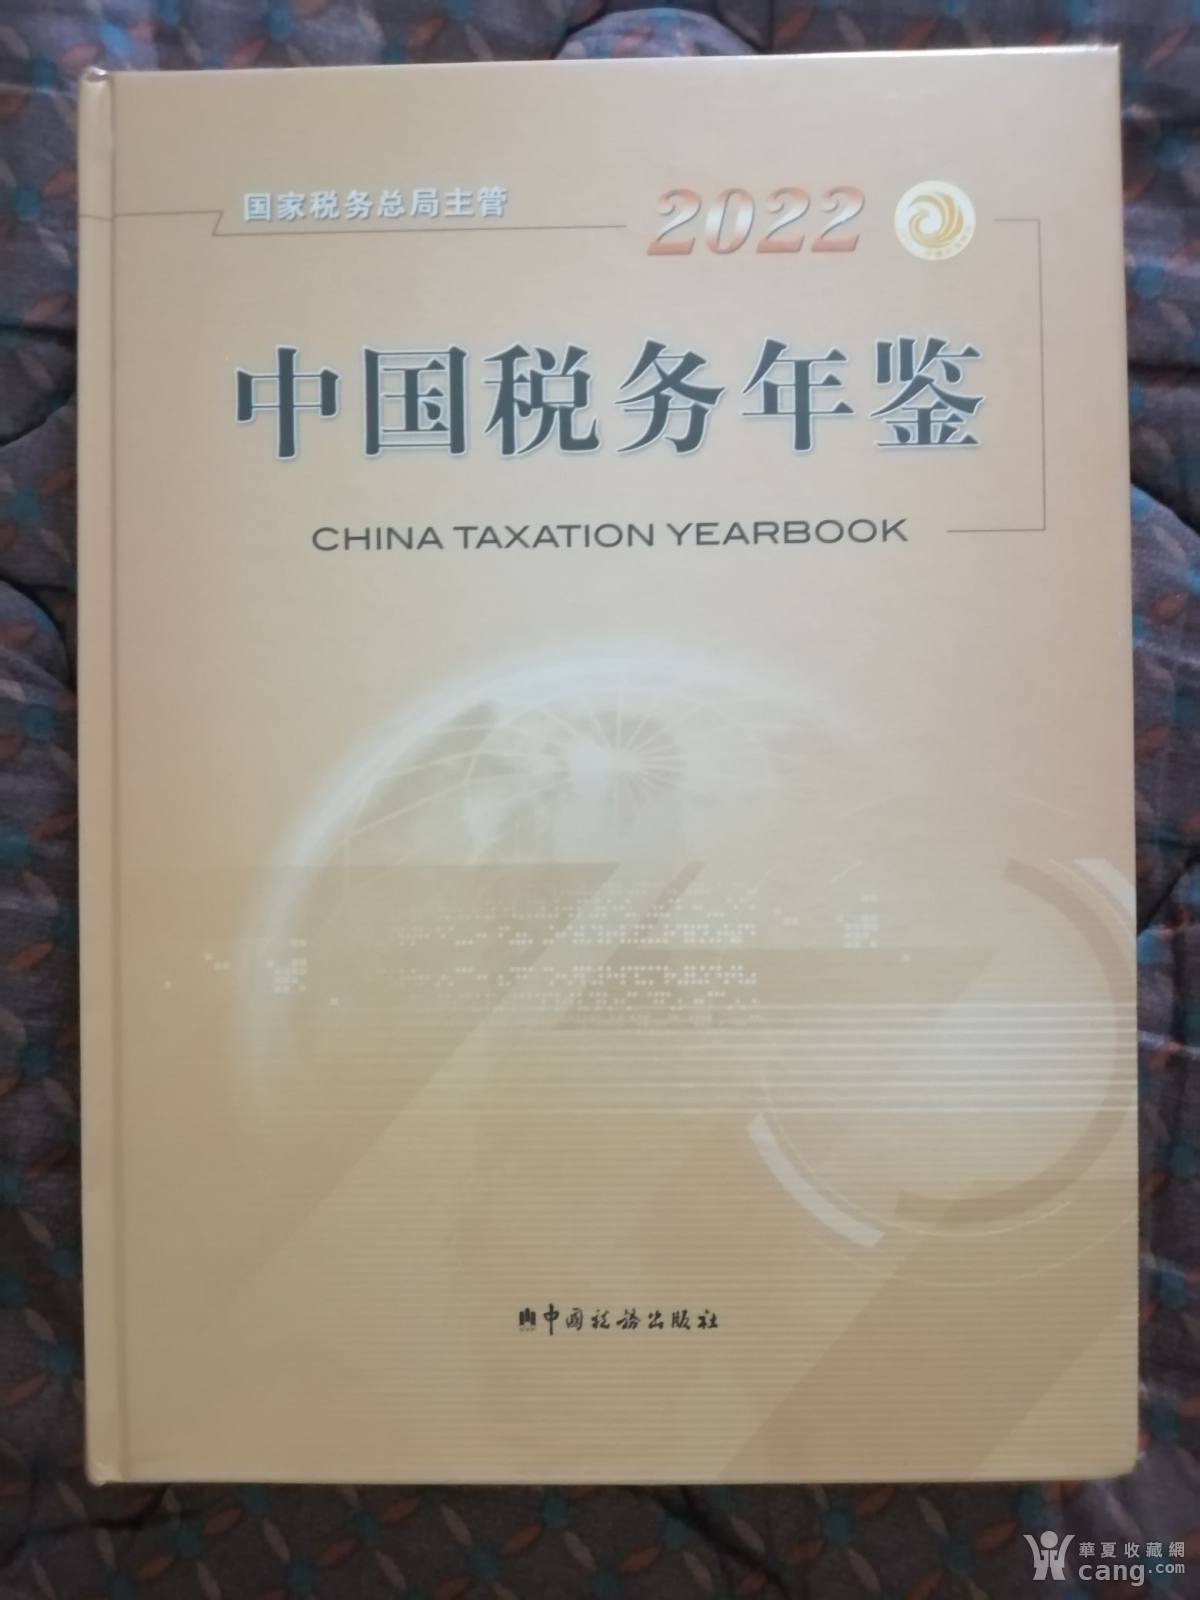 国家税务总局主管
2022
中国税务年鉴
CHINA TAXATION YEARBOOK
中国税务出版社
華夏收藏網
cang.com